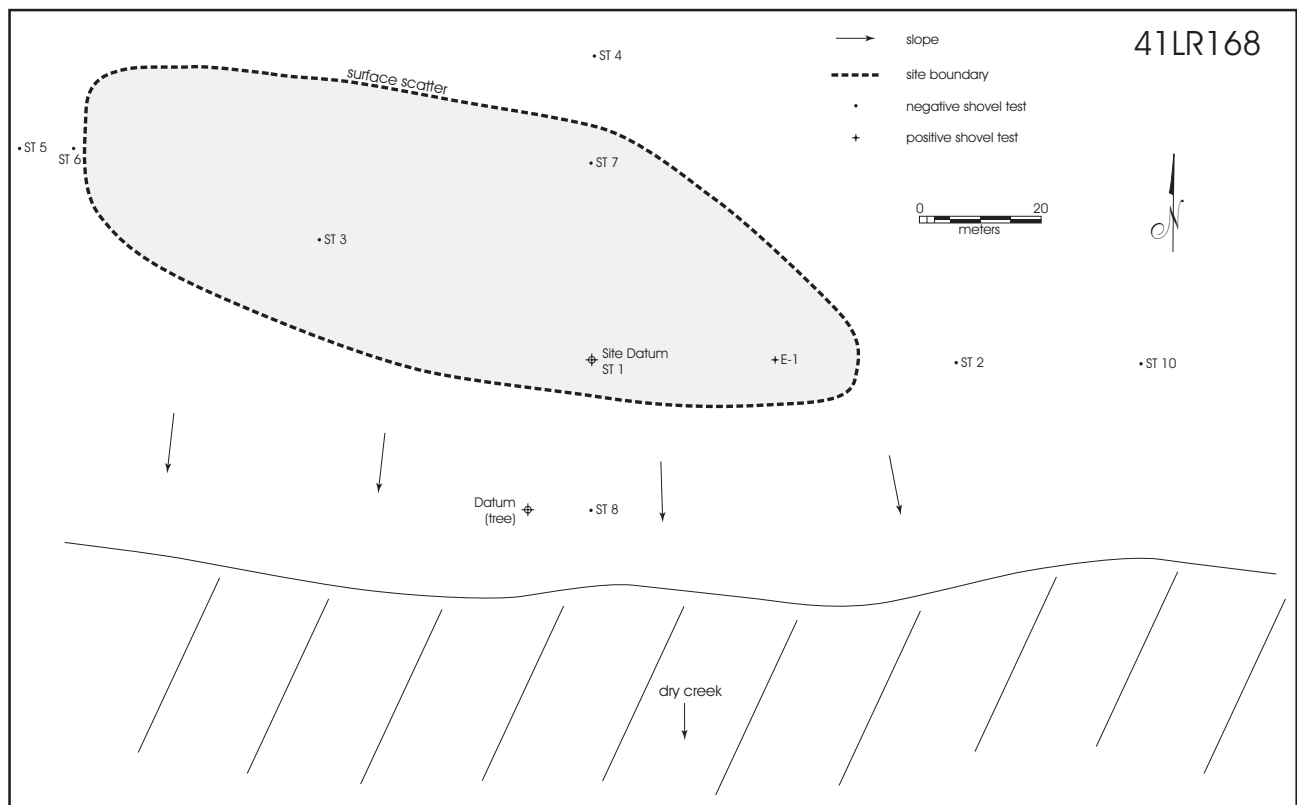 41LR168
slope
site boundary
negative shovel test
positive shovel test
N
0 20
meters
ST 4
surface scatter
ST 5
ST 6
ST 7
ST 3
Site Datum
ST 1
E-1
ST 2
ST 10
Datum
(tree)
ST 8
dry creek